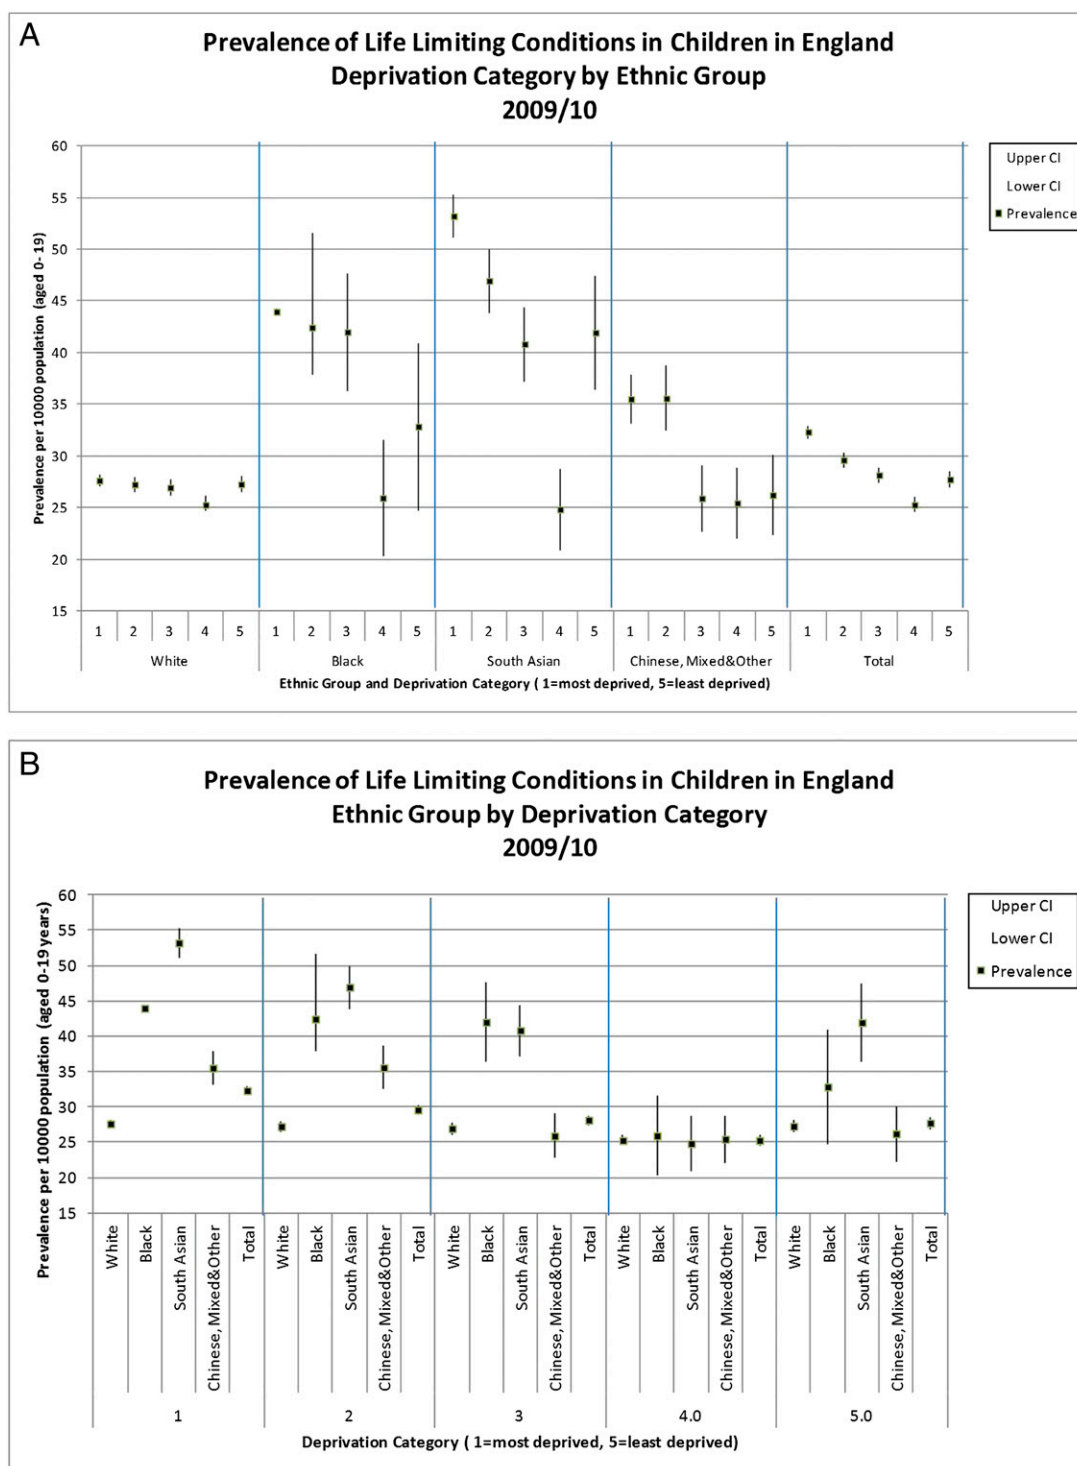 A
Prevalence of Life Limiting Conditions in Children in England
Deprivation Category by Ethnic Group
2009/10
Prevalence per 10000 population (aged 0- 19)
60
55
50
45
40
35
30
25
20
15
Upper CI
Lower CI
Prevalence
1 2 3 4 5 1 2 3 4 5 1 2 3 4 5 1 2 3 4 5 1 2 3 4 5
White Black South Asian Chinese, Mixed&Other Total
Ethnic Group and Deprivation Category ( 1=most deprived, 5=least deprived)
B
Prevalence of Life Limiting Conditions in Children in England
Ethnic Group by Deprivation Category
2009/10
Prevalence per 10000 population (aged 0-19 years)
60
55
50
45
40
35
30
25
20
15
Upper CI
Lower CI
Prevalence
White
Black
South Asian
Chinese, Mixed&Other
Total
White
Black
South Asian
Chinese, Mixed&Other
Total
White
Black
South Asian
Chinese, Mixed&Other
Total
White
Black
South Asian
Chinese, Mixed&Other
Total
White
Black
South Asian
Chinese, Mixed&Other
Total
1 2 3 4.0 5.0
Deprivation Category ( 1=most deprived, 5=least deprived)